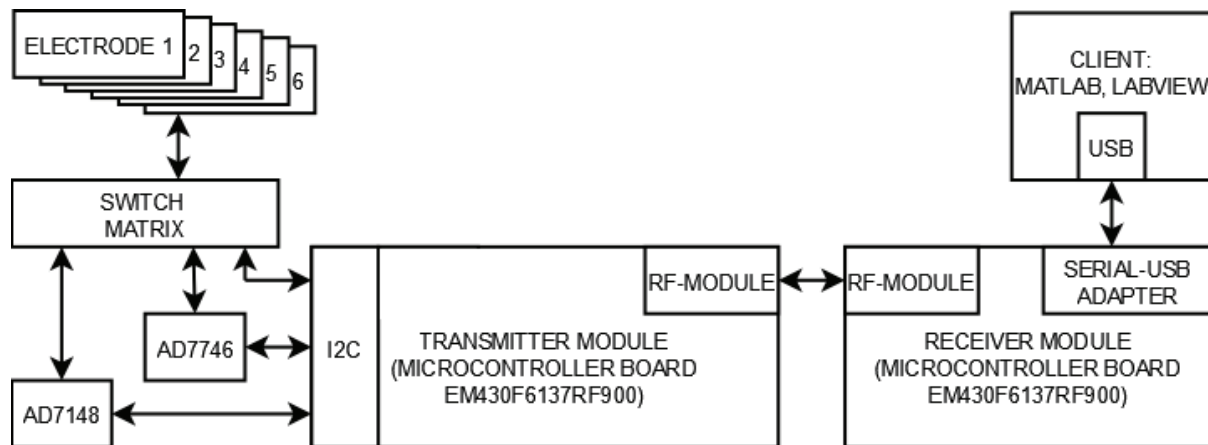 ELECTRODE 1
2
3
4
5
6
CLIENT:
MATLAB, LABVIEW
USB
SWITCH
MATRIX
RF-MODULE
RF-MODULE
SERIAL-USB
ADAPTER
AD7746
I2C
TRANSMITTER MODULE
(MICROCONTROLLER BOARD
EM430F6137RF900)
RECEIVER MODULE
(MICROCONTROLLER BOARD
EM430F6137RF900)
AD7148